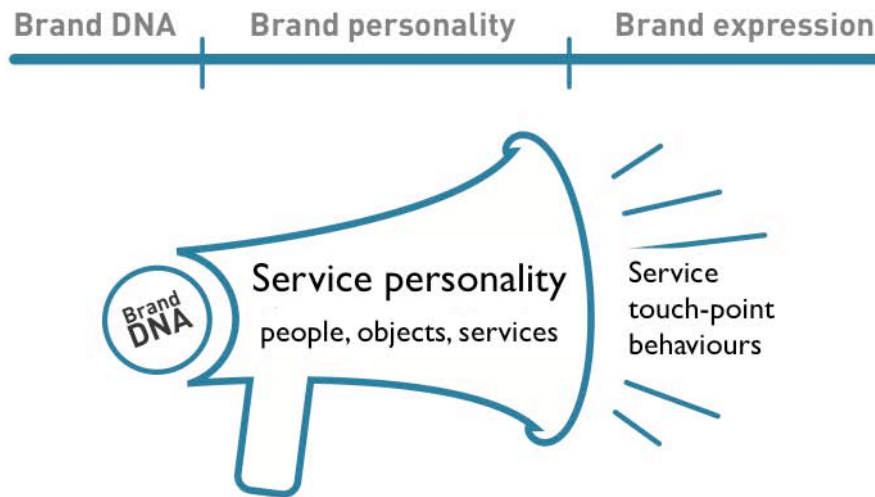 Brand DNA
Brand personality
Brand expression
Brand
DNA
Service personality
people, objects, services
Service
touch-point
behaviours